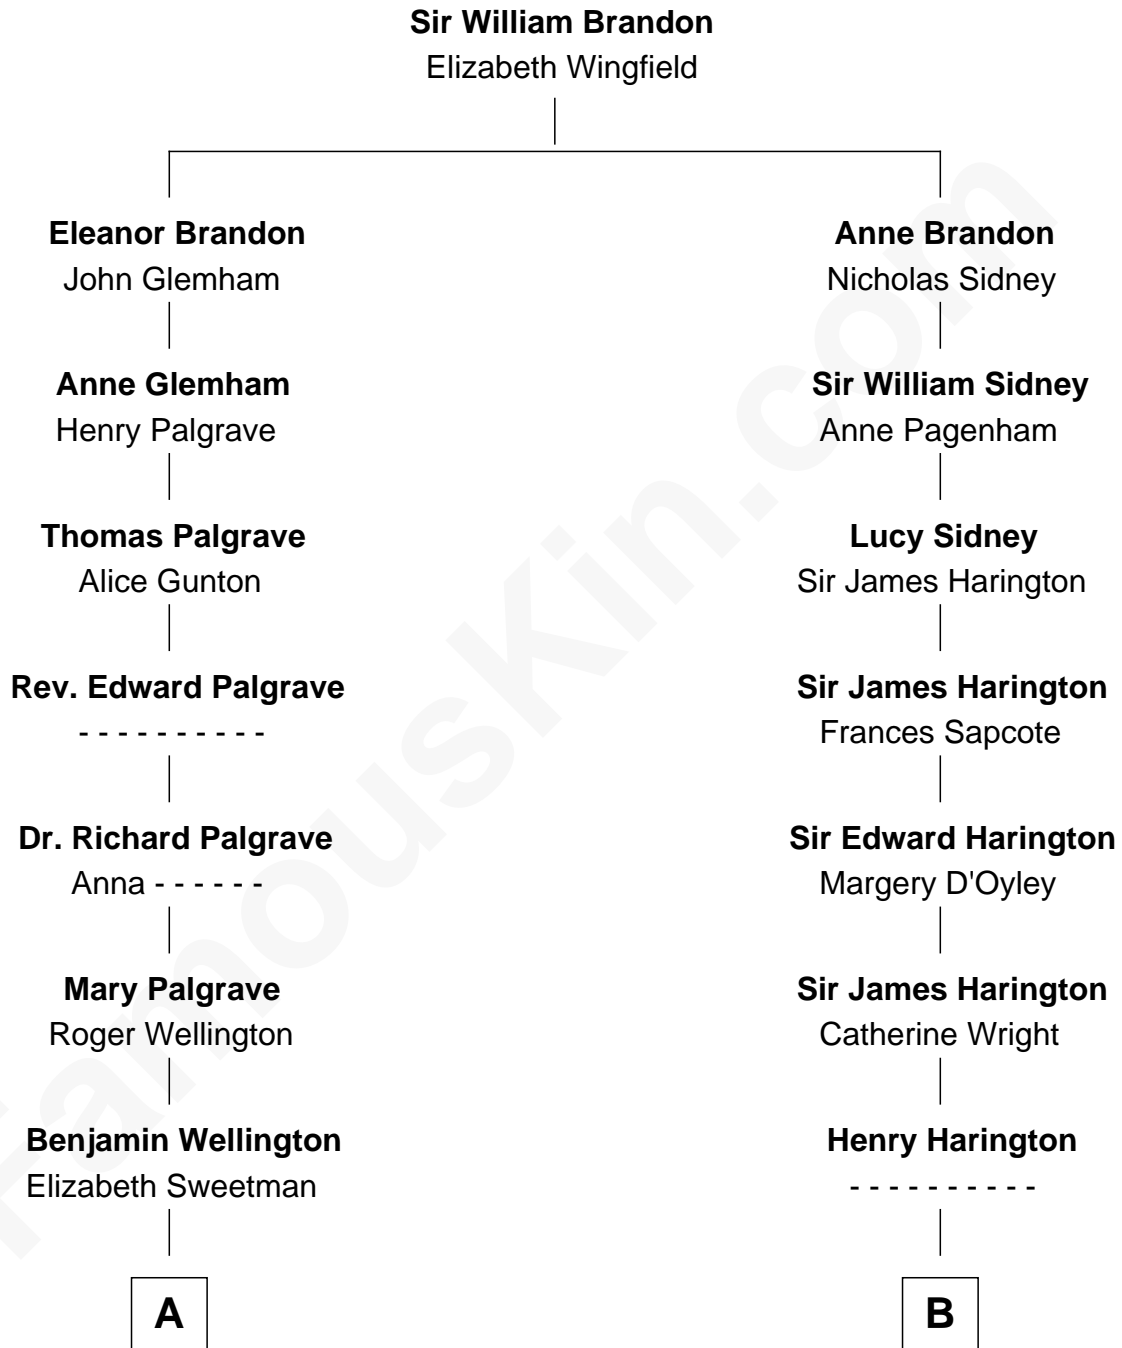 Sir William Brandon
Elizabeth Wingfield
Eleanor Brandon
John Glemham
Anne Brandon
Nicholas Sidney
Anne Glemham
Henry Palgrave
Sir William Sidney
Anne Pagenham
Thomas Palgrave
Alice Gunton
Lucy Sidney
Sir James Harington
Rev. Edward Palgrave
- - - - - - - - - -
Sir James Harington
Frances Sapcote
Dr. Richard Palgrave
Anna - - - - - -
Sir Edward Harington
Margery D'Oyley
Mary Palgrave
Roger Wellington
Sir James Harington
Catherine Wright
Benjamin Wellington
Elizabeth Sweetman
Henry Harington
- - - - - - - - - -
A
B
FamousKin.com